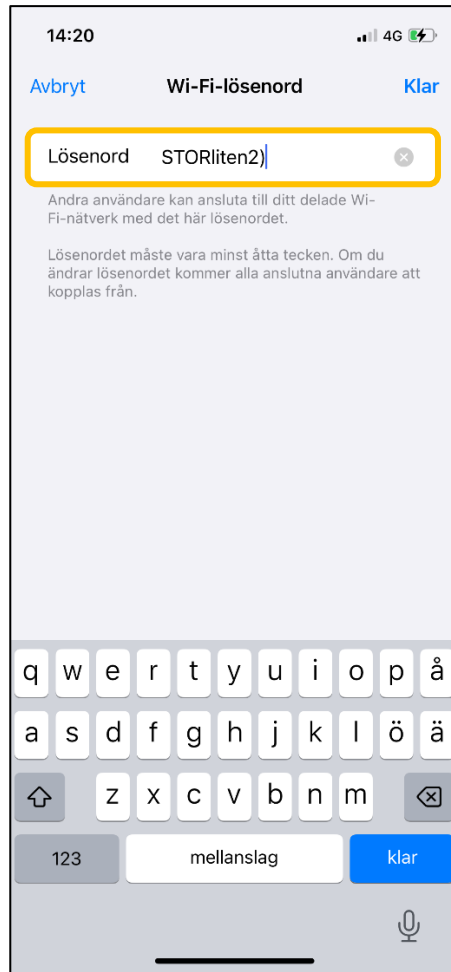 14:20 4G
Avbryt Wi-Fi-lösenord Klar
Lösenord STORliten2)
Andra användare kan ansluta till ditt delade Wi-
Fi-nätverk med det här lösenordet.
Lösenordet måste vara minst åtta tecken. Om du
ändrar lösenordet kommer alla anslutna användare att
kopplas från.
q w e r t y u i o p å
a s d f g h j k l ö ä
z x c v b n m
123 mellanslag klar